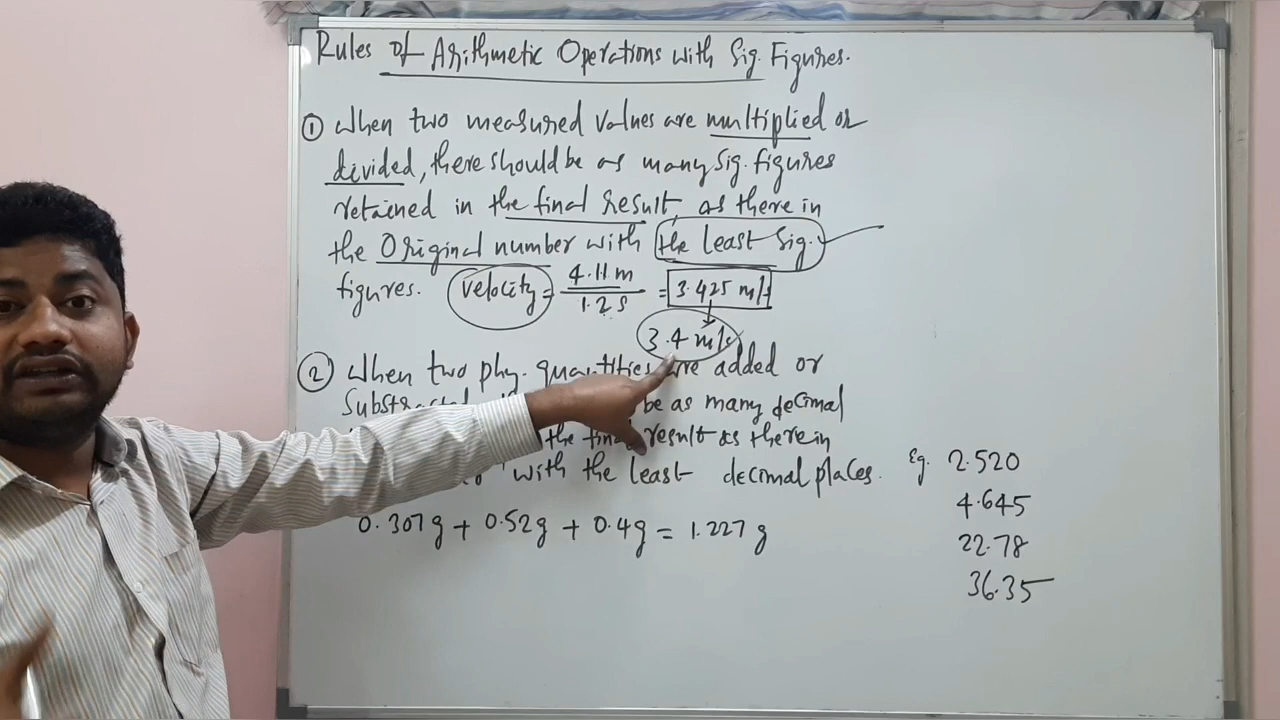 Rules of Arithmetic Operations with Sig. Figures.
① When two measured values are multiplied or
divided, there should be as many sig. figures
retained in the final result, as there in
the Original number with the least sig.
figures. Velocity = 4.11 m / 1.2 s = 3.425 m/s
3.4 m/s
② When two phy. quantities are added or
Substracted be as many decimal
the final result as there in
with the least decimal places.
0.307 g + 0.52 g + 0.4 g = 1.227 g
Eg. 2.520
4.645
22.78
36.35